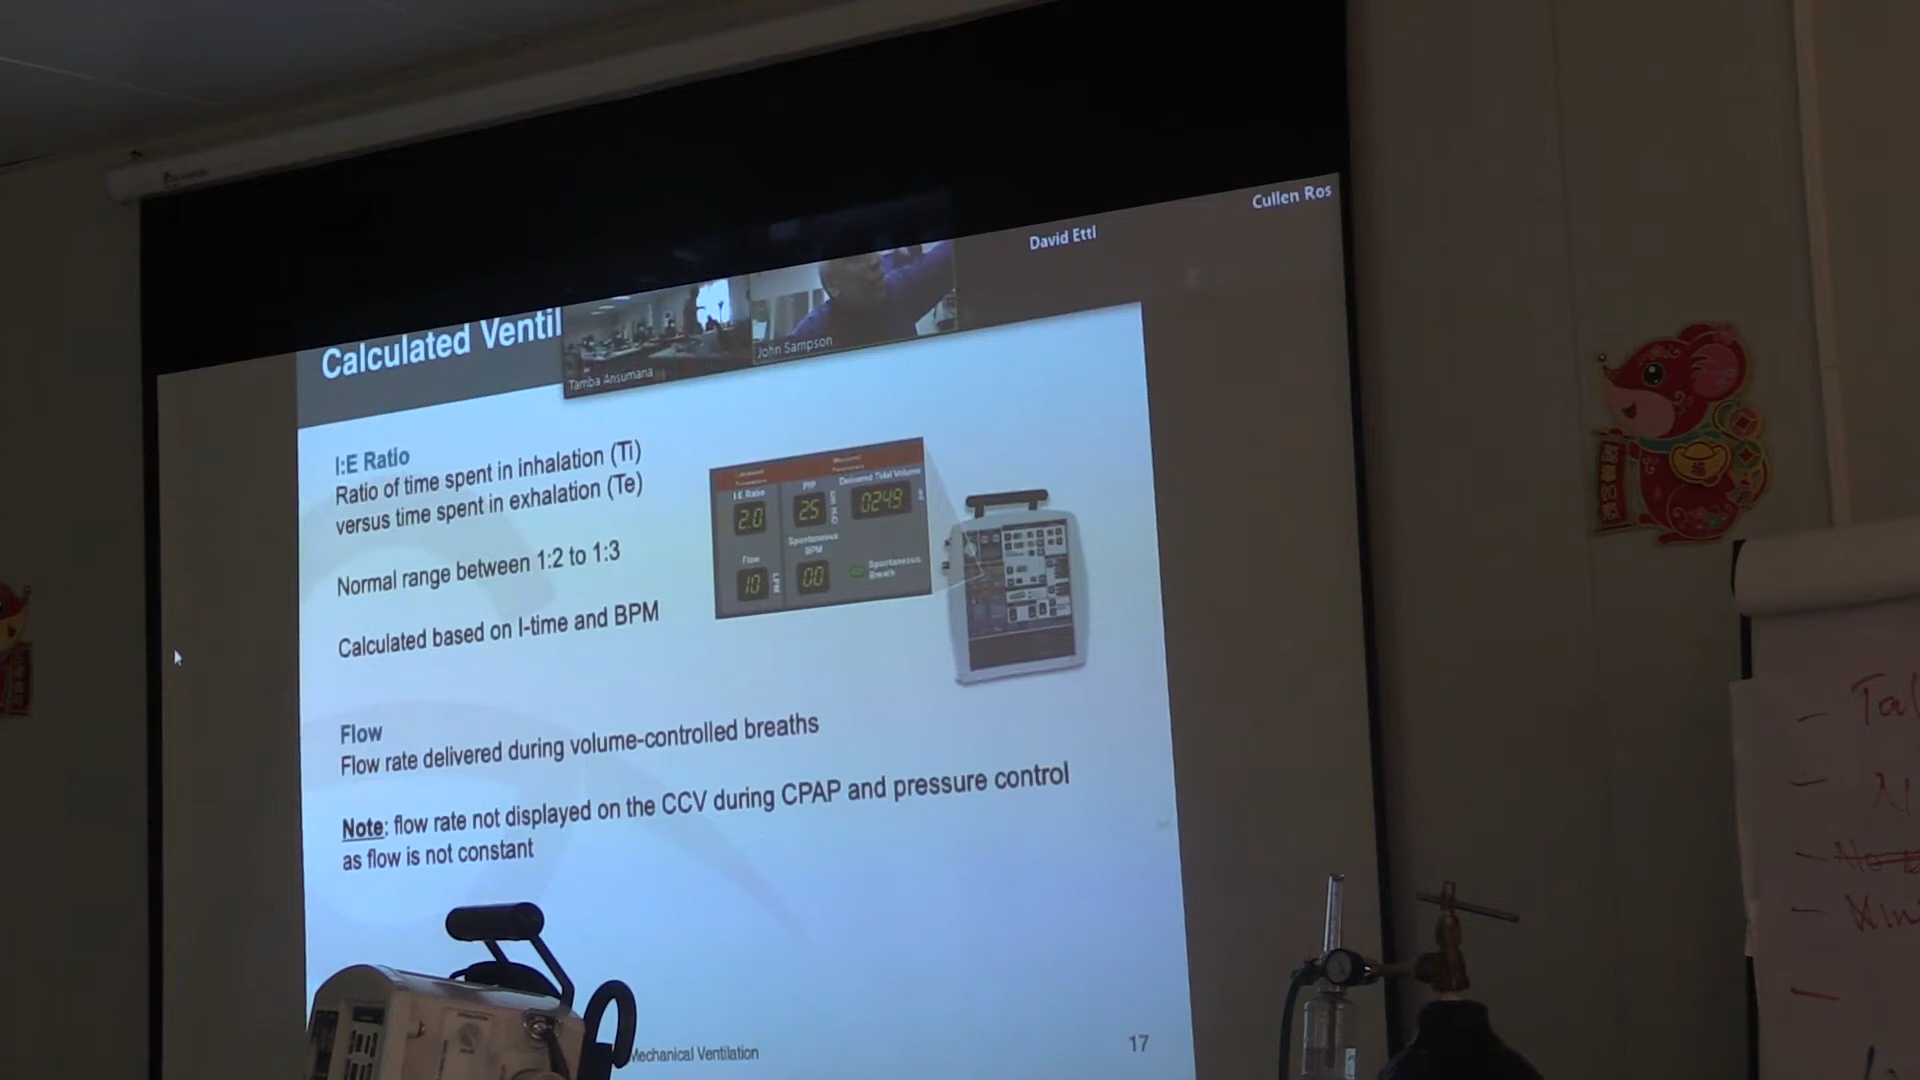 Cullen Ros
David Ettl
Calculated Ventil
John Sampson
Tamba Ansumana
I:E Ratio
Ratio of time spent in inhalation (Ti)
versus time spent in exhalation (Te)
Normal range between 1:2 to 1:3
Calculated based on I-time and BPM
I:E Ratio
PIP
Delivered Tidal Volume
2.0
25
0249
Flow
Spontaneous
BPM
10
LPM
00
Spontaneous
Breath
Flow
Flow rate delivered during volume-controlled breaths
Note: flow rate not displayed on the CCV during CPAP and pressure control
as flow is not constant
Mechanical Ventilation
17